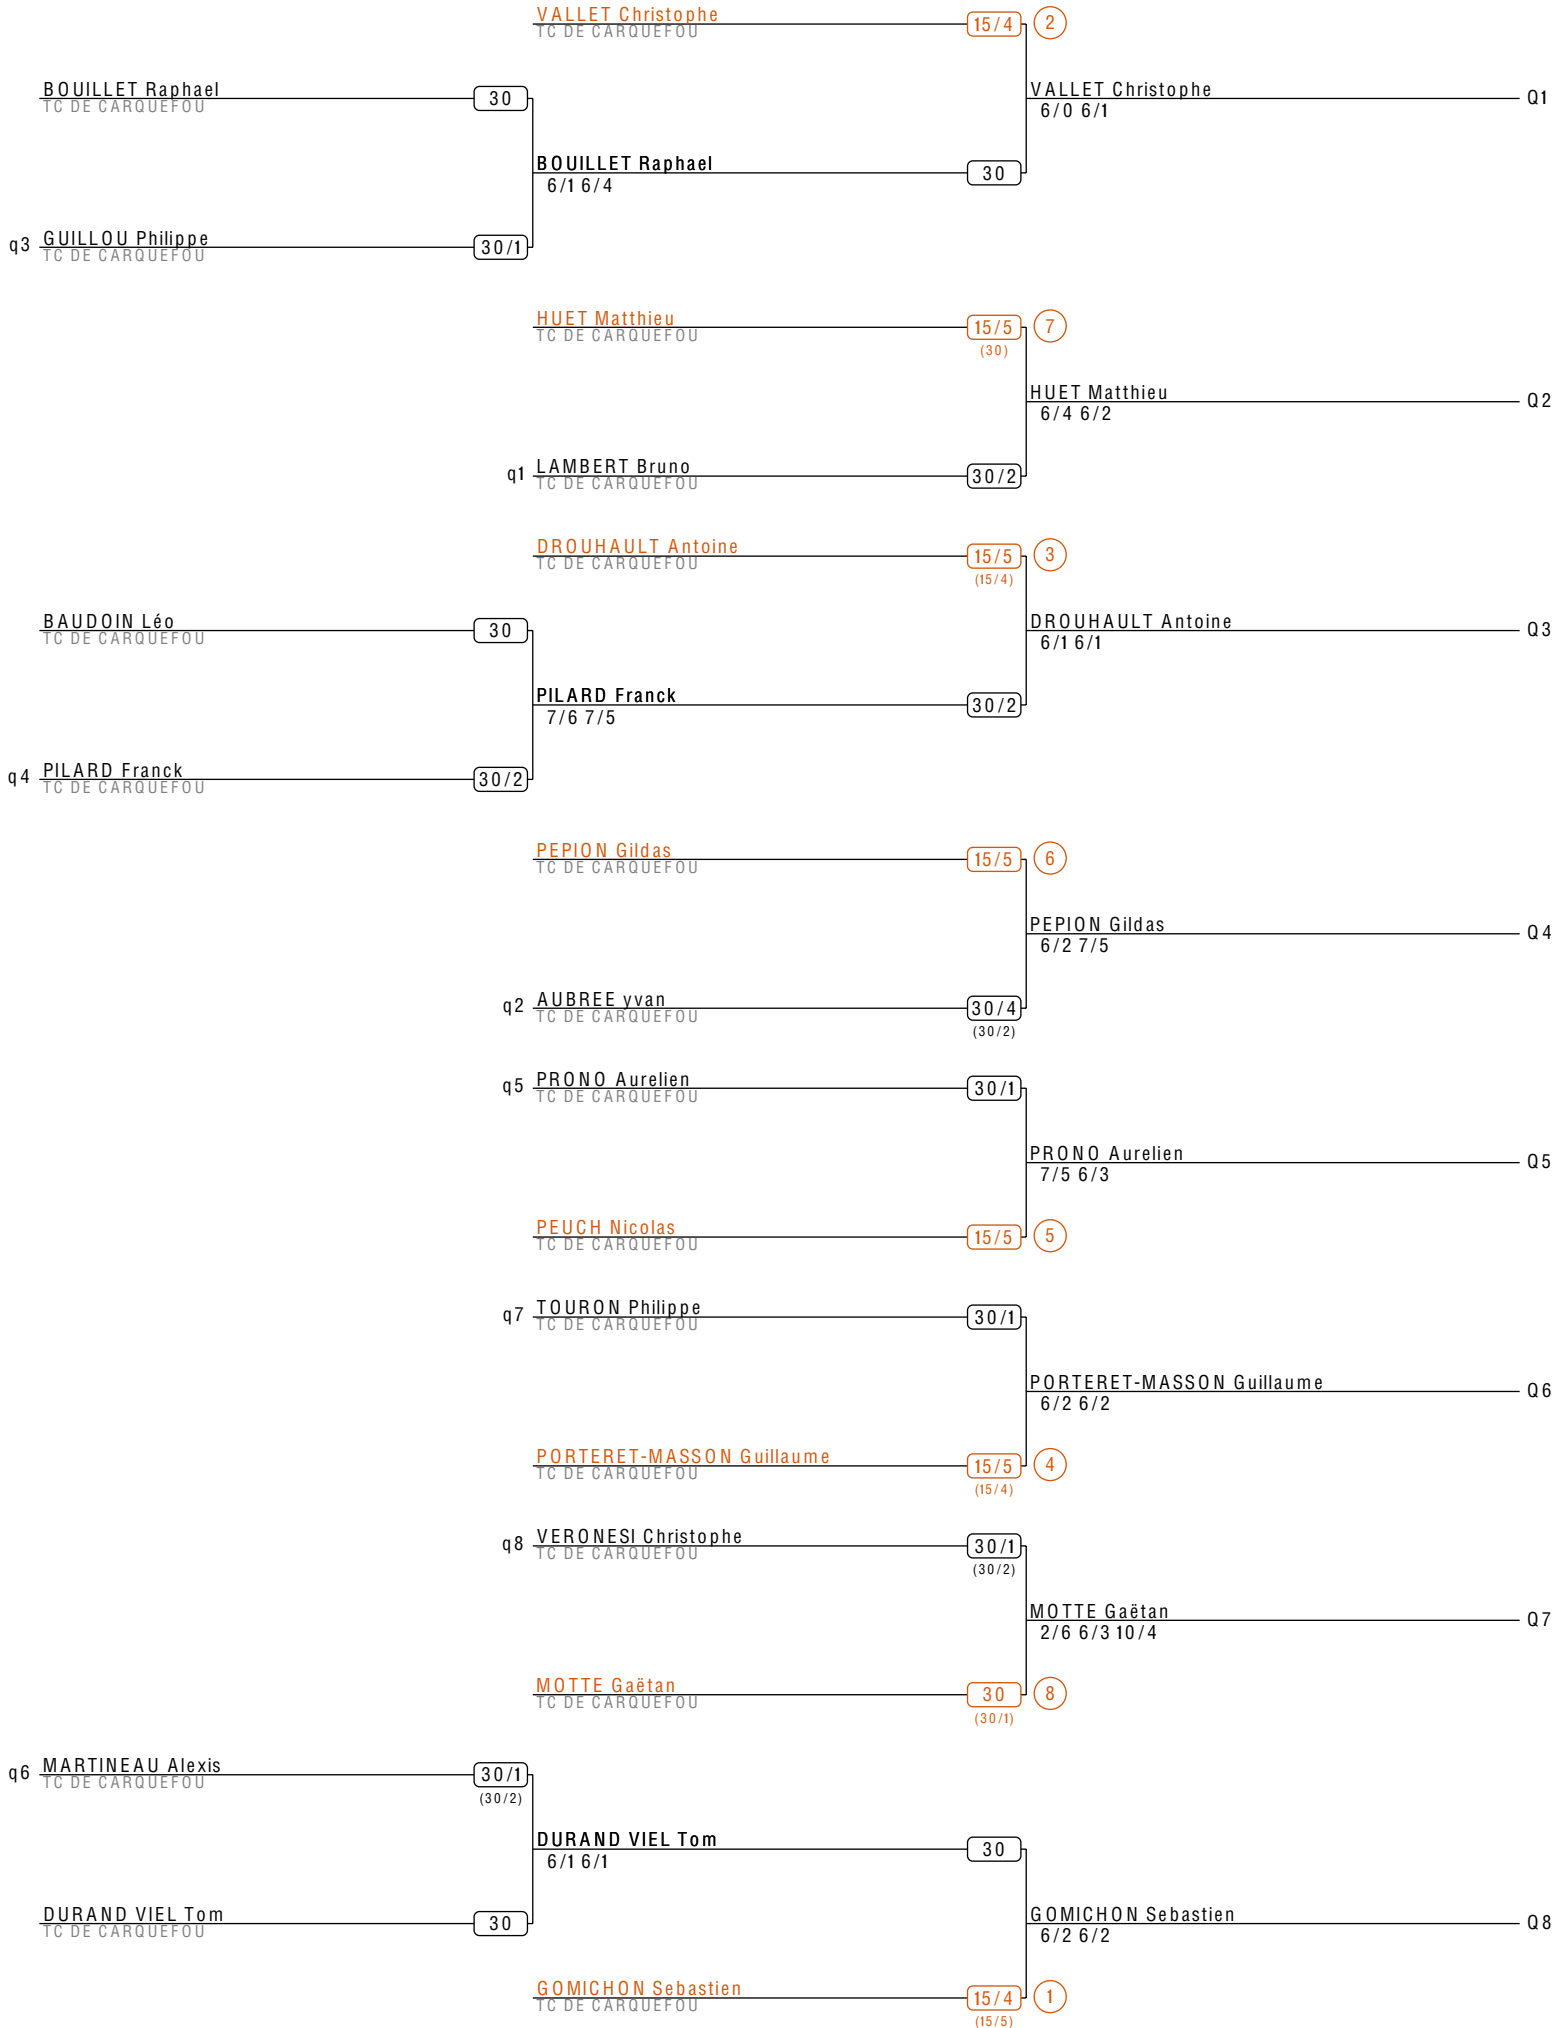 VALLET Christophe
TC DE CARQUEFOU
15/4
2
BOUILLET Raphael
TC DE CARQUEFOU
30
VALLET Christophe
6/0 6/1
Q1
BOUILLET Raphael
6/1 6/4
30
q3
GUILLOU Philippe
TC DE CARQUEFOU
30/1
HUET Matthieu
TC DE CARQUEFOU
15/5
(30)
7
HUET Matthieu
6/4 6/2
Q2
q1
LAMBERT Bruno
TC DE CARQUEFOU
30/2
DROUHAULT Antoine
TC DE CARQUEFOU
15/5
(15/4)
3
BAUDOIN Léo
TC DE CARQUEFOU
30
DROUHAULT Antoine
6/1 6/1
Q3
PILARD Franck
7/6 7/5
30/2
q4
PILARD Franck
TC DE CARQUEFOU
30/2
PEPION Gildas
TC DE CARQUEFOU
15/5
6
PEPION Gildas
6/2 7/5
Q4
q2
AUBREE yvan
TC DE CARQUEFOU
30/4
(30/2)
q5
PRONO Aurelien
TC DE CARQUEFOU
30/1
PRONO Aurelien
7/5 6/3
Q5
PEUCH Nicolas
TC DE CARQUEFOU
15/5
5
q7
TOURON Philippe
TC DE CARQUEFOU
30/1
PORTERET-MASSON Guillaume
6/2 6/2
Q6
PORTERET-MASSON Guillaume
TC DE CARQUEFOU
15/5
(15/4)
4
q8
VERONESI Christophe
TC DE CARQUEFOU
30/1
(30/2)
MOTTE Gaëtan
2/6 6/3 10/4
Q7
MOTTE Gaëtan
TC DE CARQUEFOU
30
(30/1)
8
q6
MARTINEAU Alexis
TC DE CARQUEFOU
30/1
(30/2)
DURAND VIEL Tom
6/1 6/1
30
DURAND VIEL Tom
TC DE CARQUEFOU
30
GOMICHON Sebastien
6/2 6/2
Q8
GOMICHON Sebastien
TC DE CARQUEFOU
15/4
(15/5)
1